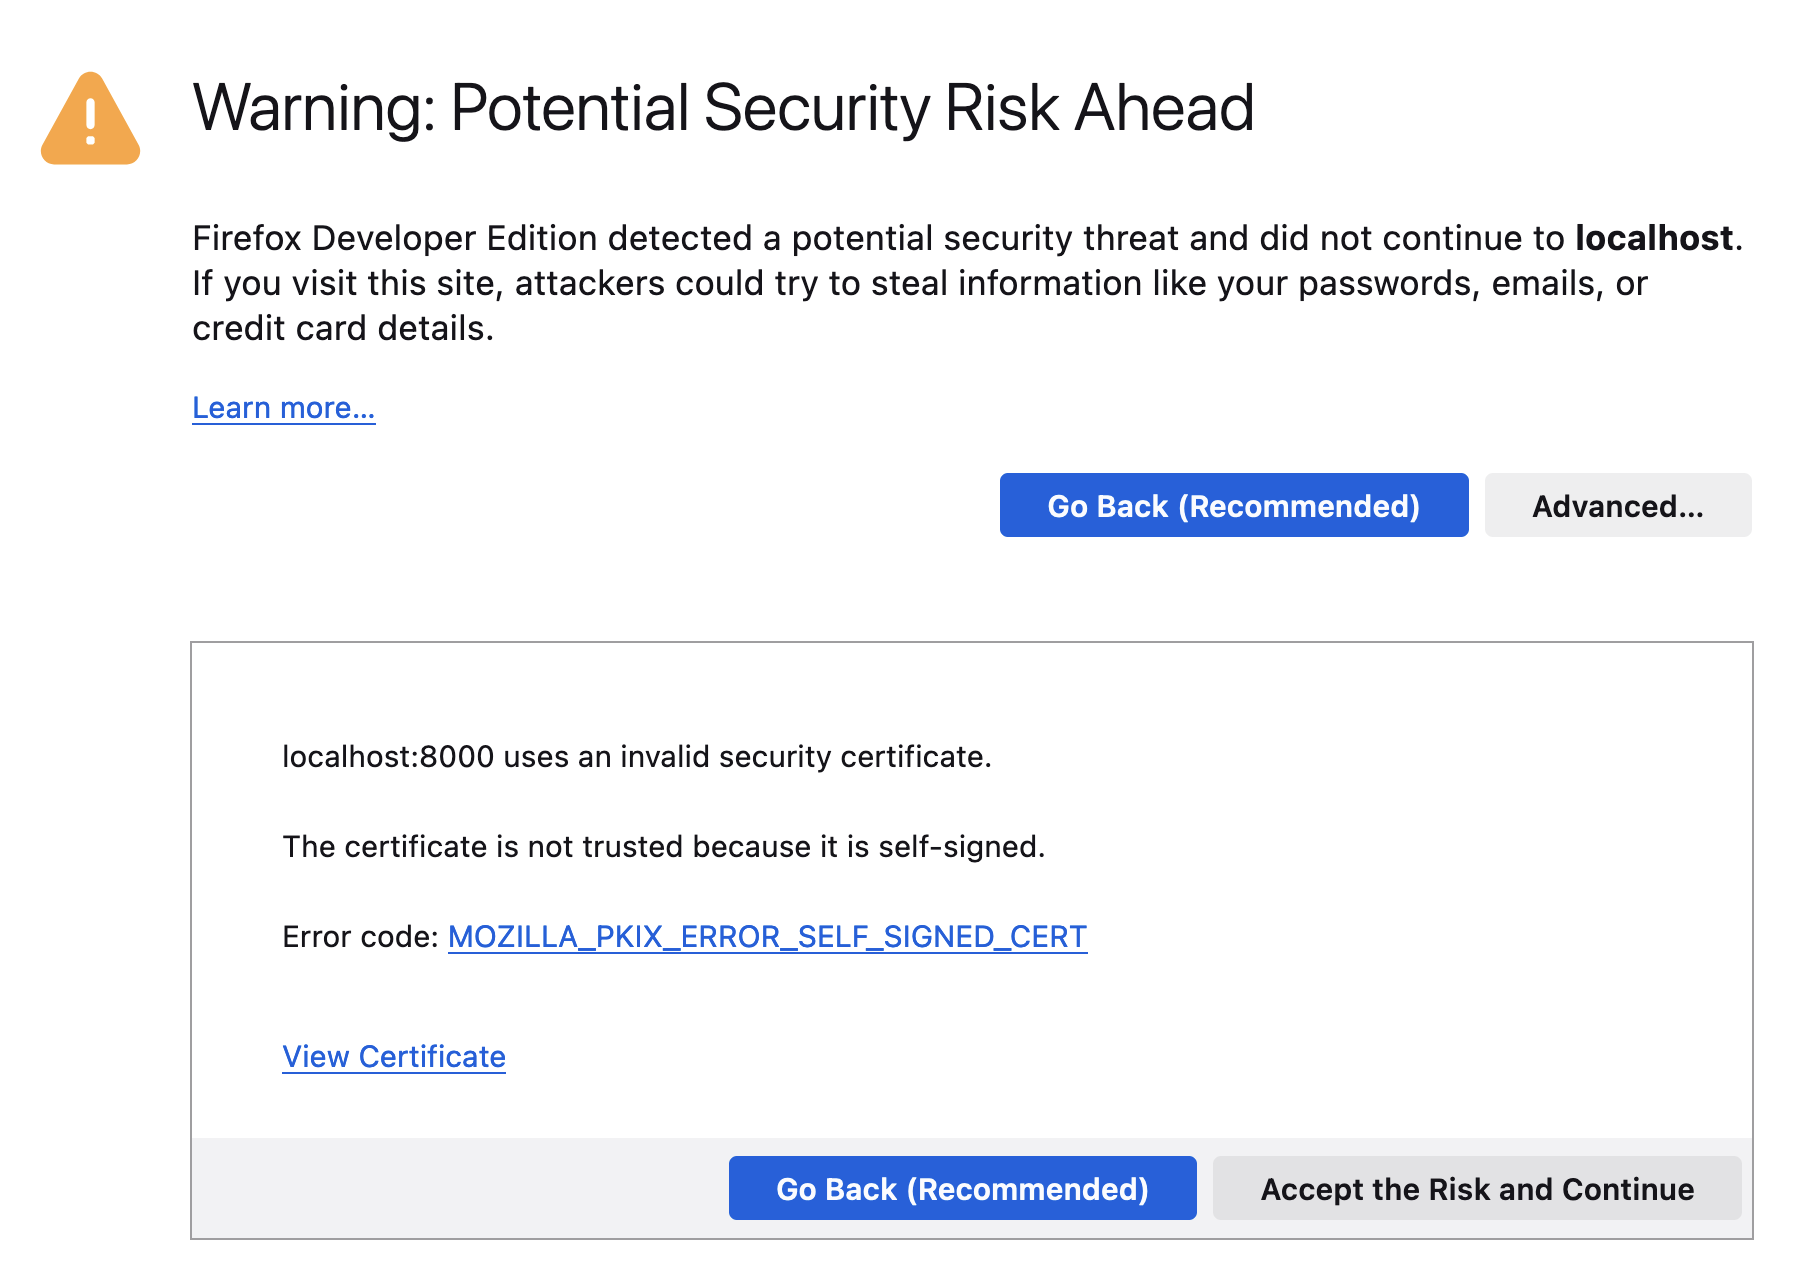 Warning: Potential Security Risk Ahead
Firefox Developer Edition detected a potential security threat and did not continue to localhost.
If you visit this site, attackers could try to steal information like your passwords, emails, or
credit card details.
Learn more...
Go Back (Recommended)
Advanced...
localhost:8000 uses an invalid security certificate.
The certificate is not trusted because it is self-signed.
Error code: MOZILLA_PKIX_ERROR_SELF_SIGNED_CERT
View Certificate
Go Back (Recommended)
Accept the Risk and Continue